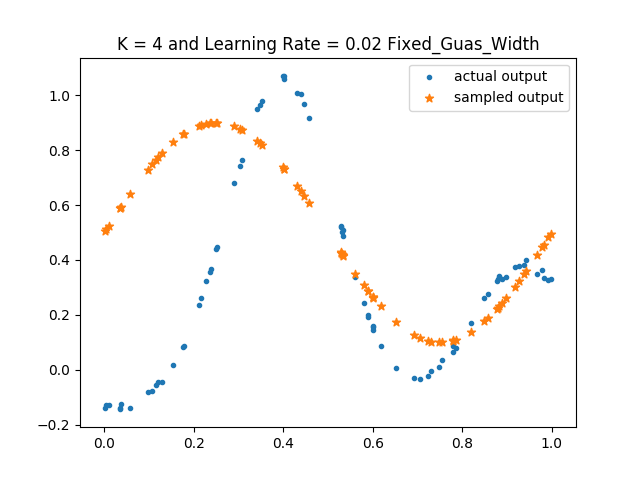 K = 4 and Learning Rate = 0.02 Fixed_Guas_Width
actual output
sampled output
1.0
0.8
0.6
0.4
0.2
0.0
−0.2
0.0 0.2 0.4 0.6 0.8 1.0